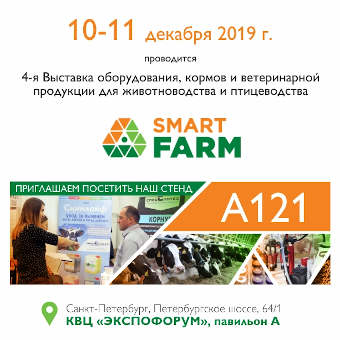 10-11 декабря 2019 г.
проводится
4-я Выставка оборудования, кормов и ветеринарной
продукции для животноводства и птицеводства
SMART
FARM
ПРИГЛАШАЕМ ПОСЕТИТЬ НАШ СТЕНД
A121
Санкт-Петербург, Петербургское шоссе, 64/1
КВЦ «ЭКСПОФОРУМ», павильон А